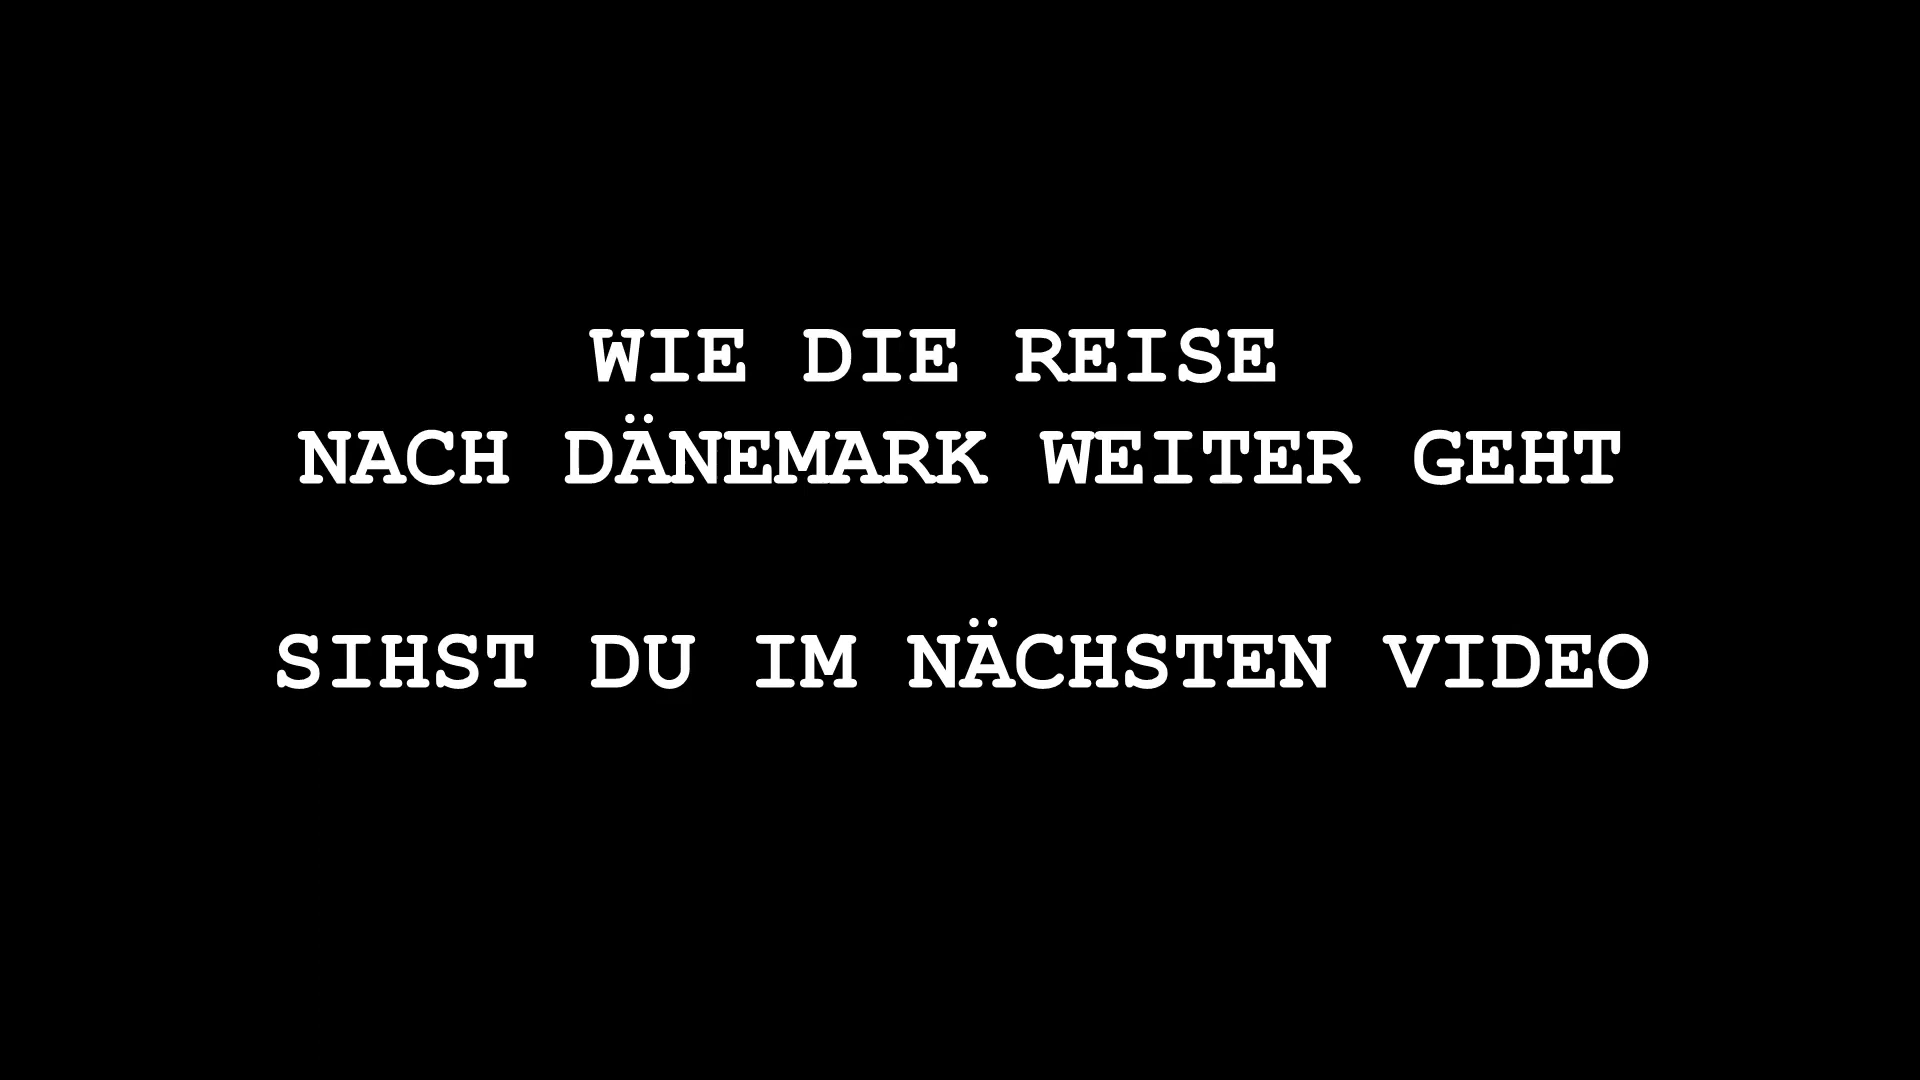 WIE DIE REISE
NACH DÄNEMARK WEITER GEHT
SIHST DU IM NÄCHSTEN VIDEO